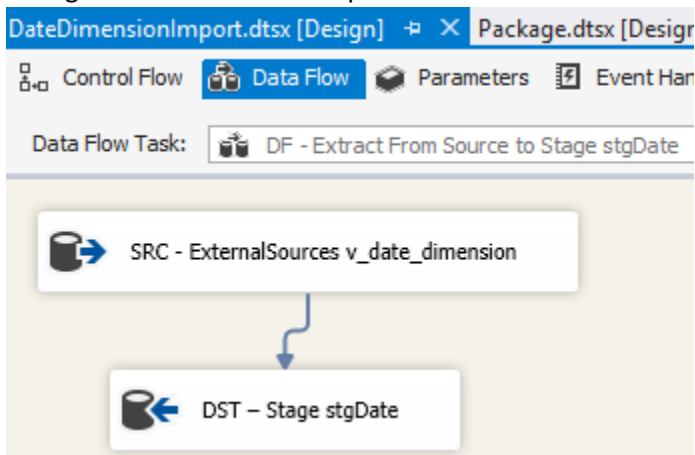 DateDimensionImport.dtsx [Design] Package.dtsx [Design
Control Flow Data Flow Parameters Event Han
Data Flow Task: DF - Extract From Source to Stage stgDate
SRC - ExternalSources v_date_dimension
DST – Stage stgDate